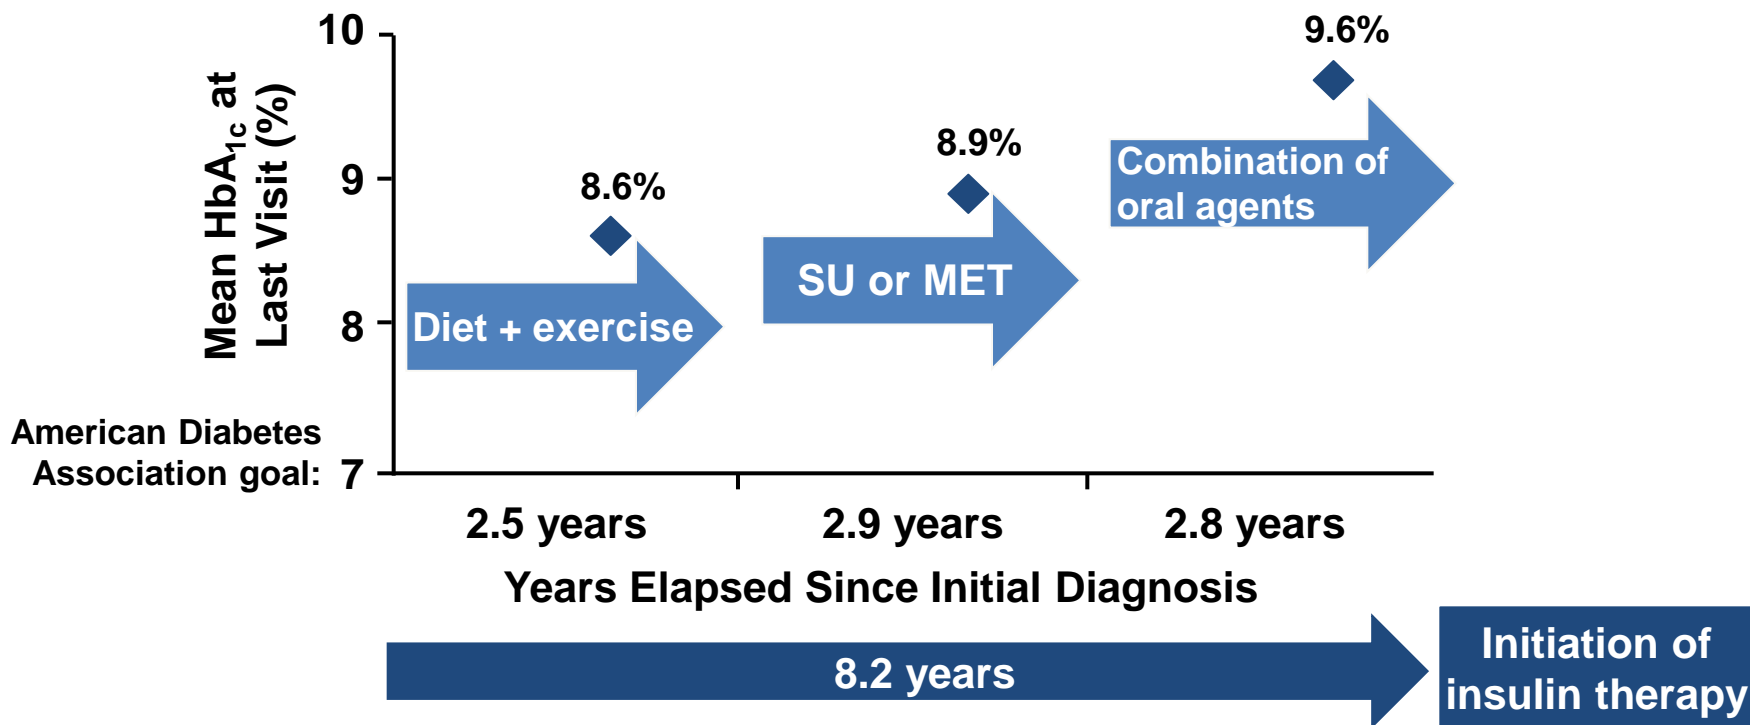 10
9
8
7
Mean HbA1c at
Last Visit (%)
American Diabetes
Association goal:
8.6%
8.9%
9.6%
Diet + exercise
SU or MET
Combination of
oral agents
2.5 years
2.9 years
2.8 years
Years Elapsed Since Initial Diagnosis
8.2 years
Initiation of
insulin therapy